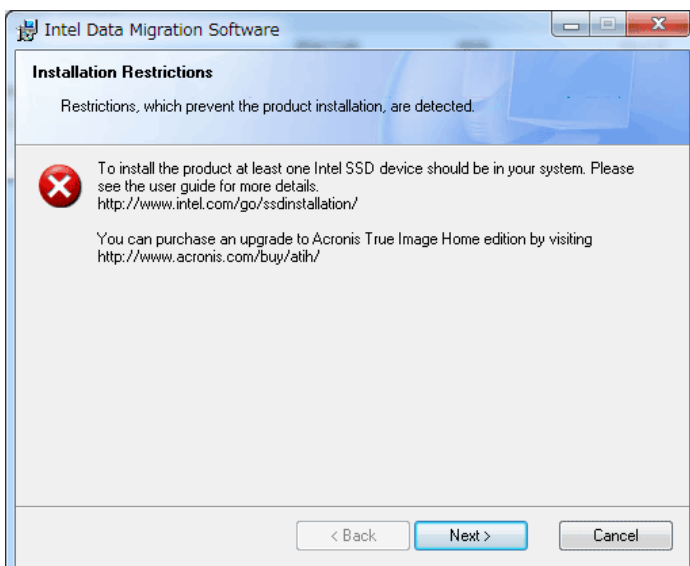 Intel Data Migration Software
Installation Restrictions
Restrictions, which prevent the product installation, are detected.
To install the product at least one Intel SSD device should be in your system. Please
see the user guide for more details.
http://www.intel.com/go/ssdinstallation/
You can purchase an upgrade to Acronis True Image Home edition by visiting
http://www.acronis.com/buy/atih/
< Back
Next >
Cancel